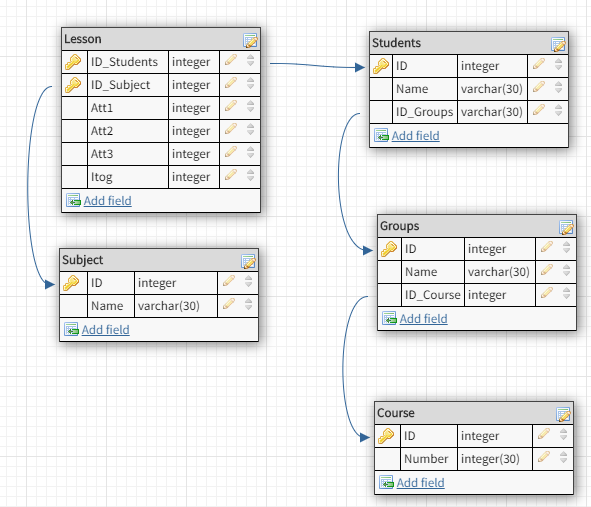 Lesson
ID_Students integer
ID_Subject integer
Att1 integer
Att2 integer
Att3 integer
Itog integer
Add field
Students
ID integer
Name varchar(30)
ID_Groups varchar(30)
Add field
Subject
ID integer
Name varchar(30)
Add field
Groups
ID integer
Name varchar(30)
ID_Course integer
Add field
Course
ID integer
Number integer(30)
Add field